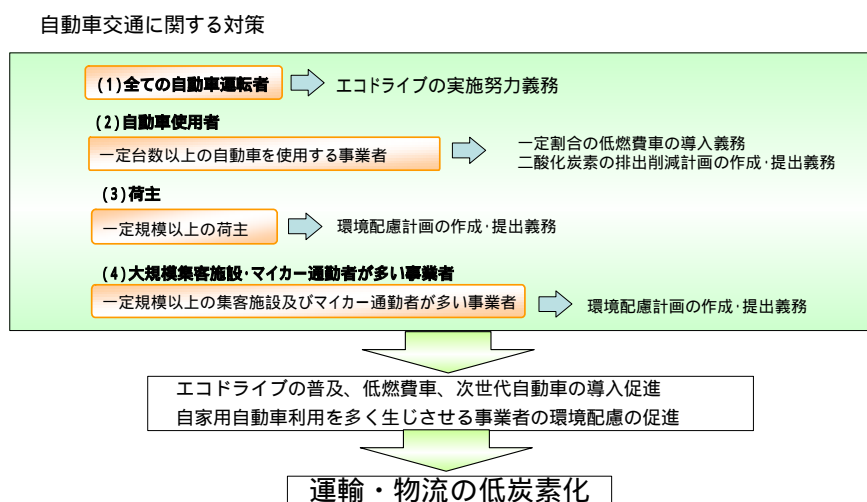 自動車交通に関する対策
(1)全ての自動車運転者
エコドライブの実施努力義務
(2)自動車使用者
一定台数以上の自動車を使用する事業者
一定割合の低燃費車の導入義務
二酸化炭素の排出削減計画の作成･提出義務
(3)荷主
一定規模以上の荷主
環境配慮計画の作成･提出義務
(4)大規模集客施設･マイカー通勤者が多い事業者
一定規模以上の集客施設及びマイカー通勤者が多い事業者
環境配慮計画の作成･提出義務
エコドライブの普及、低燃費車、次世代自動車の導入促進
自家用自動車利用を多く生じさせる事業者の環境配慮の促進
運輸・物流の低炭素化